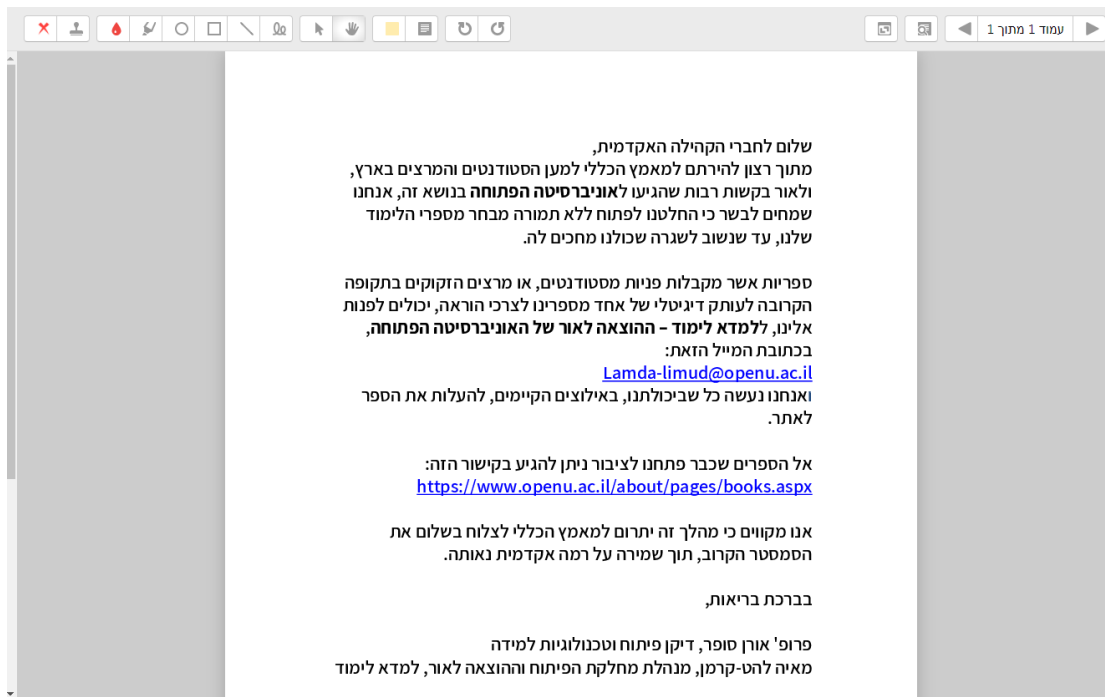 עמוד 1 מתוך 1
שלום לחברי הקהילה האקדמית,
מתוך רצון להירתם למאמץ הכללי למען הסטודנטים והמרצים בארץ,
ולאור בקשות רבות שהגיעו לאוניברסיטה הפתוחה בנושא זה, אנחנו
שמחים לבשר כי החלטנו לפתוח ללא תמורה מבחר מספרי הלימוד
שלנו, עד שנשוב לשגרה שכולנו מחכים לה.
ספריות אשר מקבלות פניות מסטודנטים, או מרצים הזקוקים בתקופה
הקרובה לעותק דיגיטלי של אחד מספרינו לצרכי הוראה, יכולים לפנות
אלינו, ללמדא לימוד – ההוצאה לאור של האוניברסיטה הפתוחה,
בכתובת המייל הזאת:
Lamda-limud@openu.ac.il
ואנחנו נעשה כל שביכולתנו, באילוצים הקיימים, להעלות את הספר
לאתר.
אל הספרים שכבר פתחנו לציבור ניתן להגיע בקישור הזה:
https://www.openu.ac.il/about/pages/books.aspx
אנו מקווים כי מהלך זה יתרום למאמץ הכללי לצלוח בשלום את
הסמסטר הקרוב, תוך שמירה על רמה אקדמית נאותה.
בברכת בריאות,
פרופ' אורן סופר, דיקן פיתוח וטכנולוגיות למידה
מאיה להט-קרמן, מנהלת מחלקת הפיתוח וההוצאה לאור, למדא לימוד